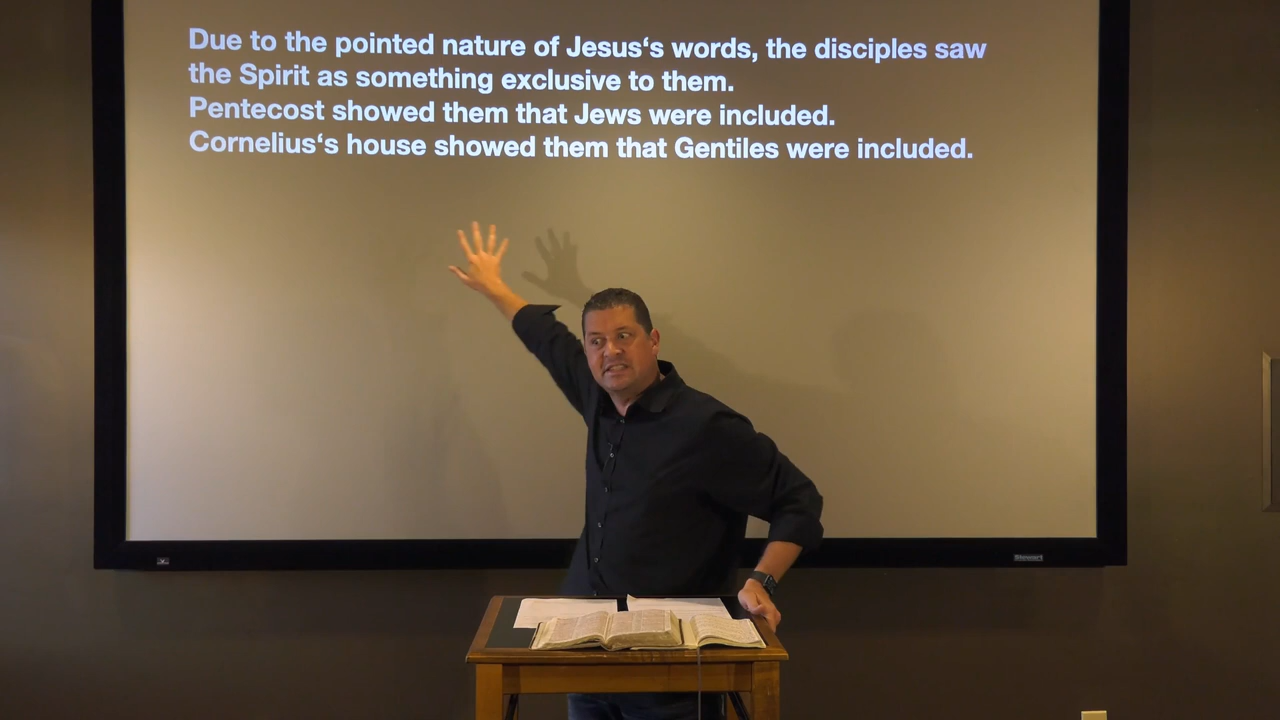 Due to the pointed nature of Jesus‘s words, the disciples saw
the Spirit as something exclusive to them.
Pentecost showed them that Jews were included.
Cornelius‘s house showed them that Gentiles were included.
Stewart